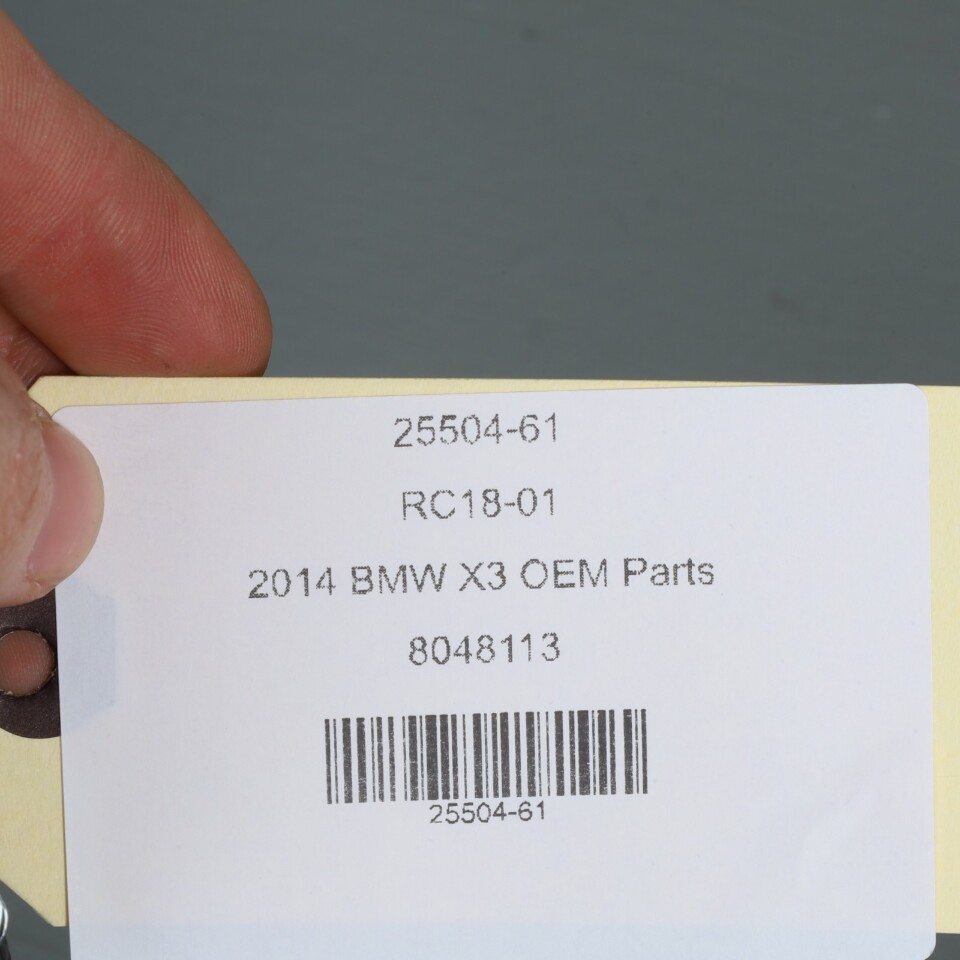 25504-61
RC18-01
2014 BMW X3 OEM Parts
8048113
25504-61